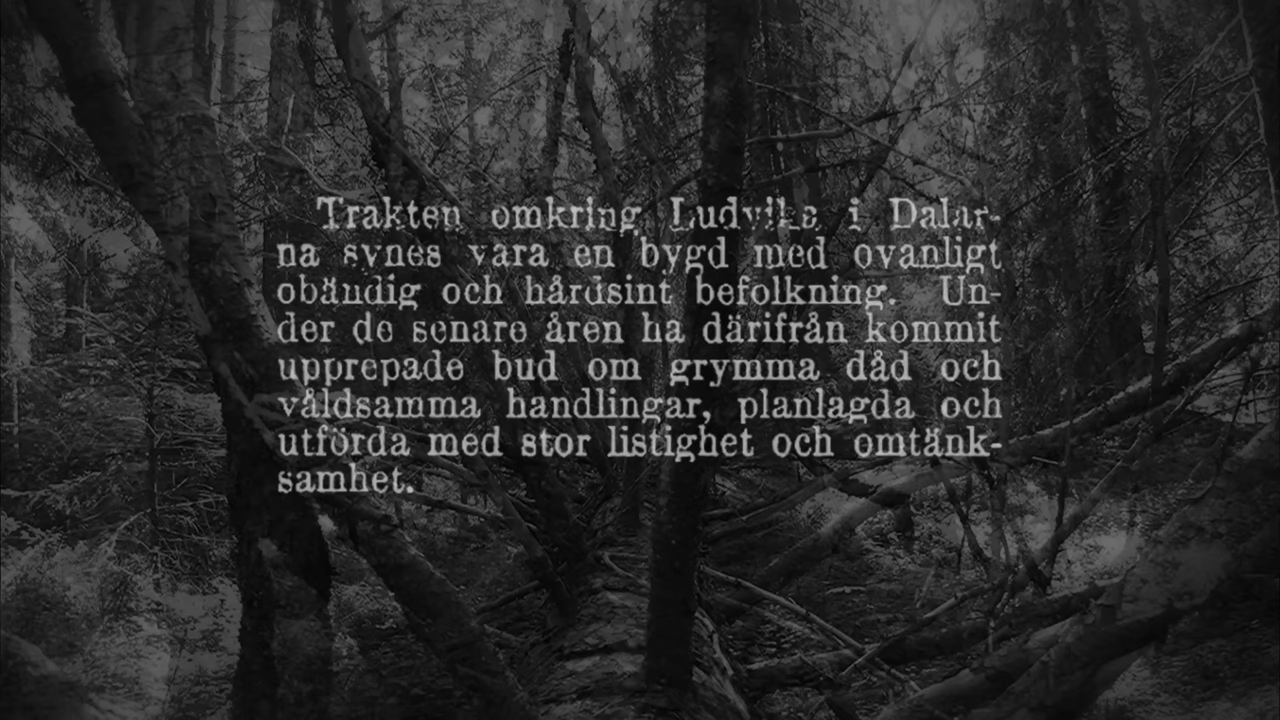 Trakten omkring Ludvika i Dalar-
na synes vara en bygd med ovanligt
obändig och hårdsint befolkning. Un-
der de senare åren ha därifrån kommit
upprepade bud om grymma dåd och
våldsamma handlingar, planlagda och
utförda med stor listighet och omtänk-
samhet.